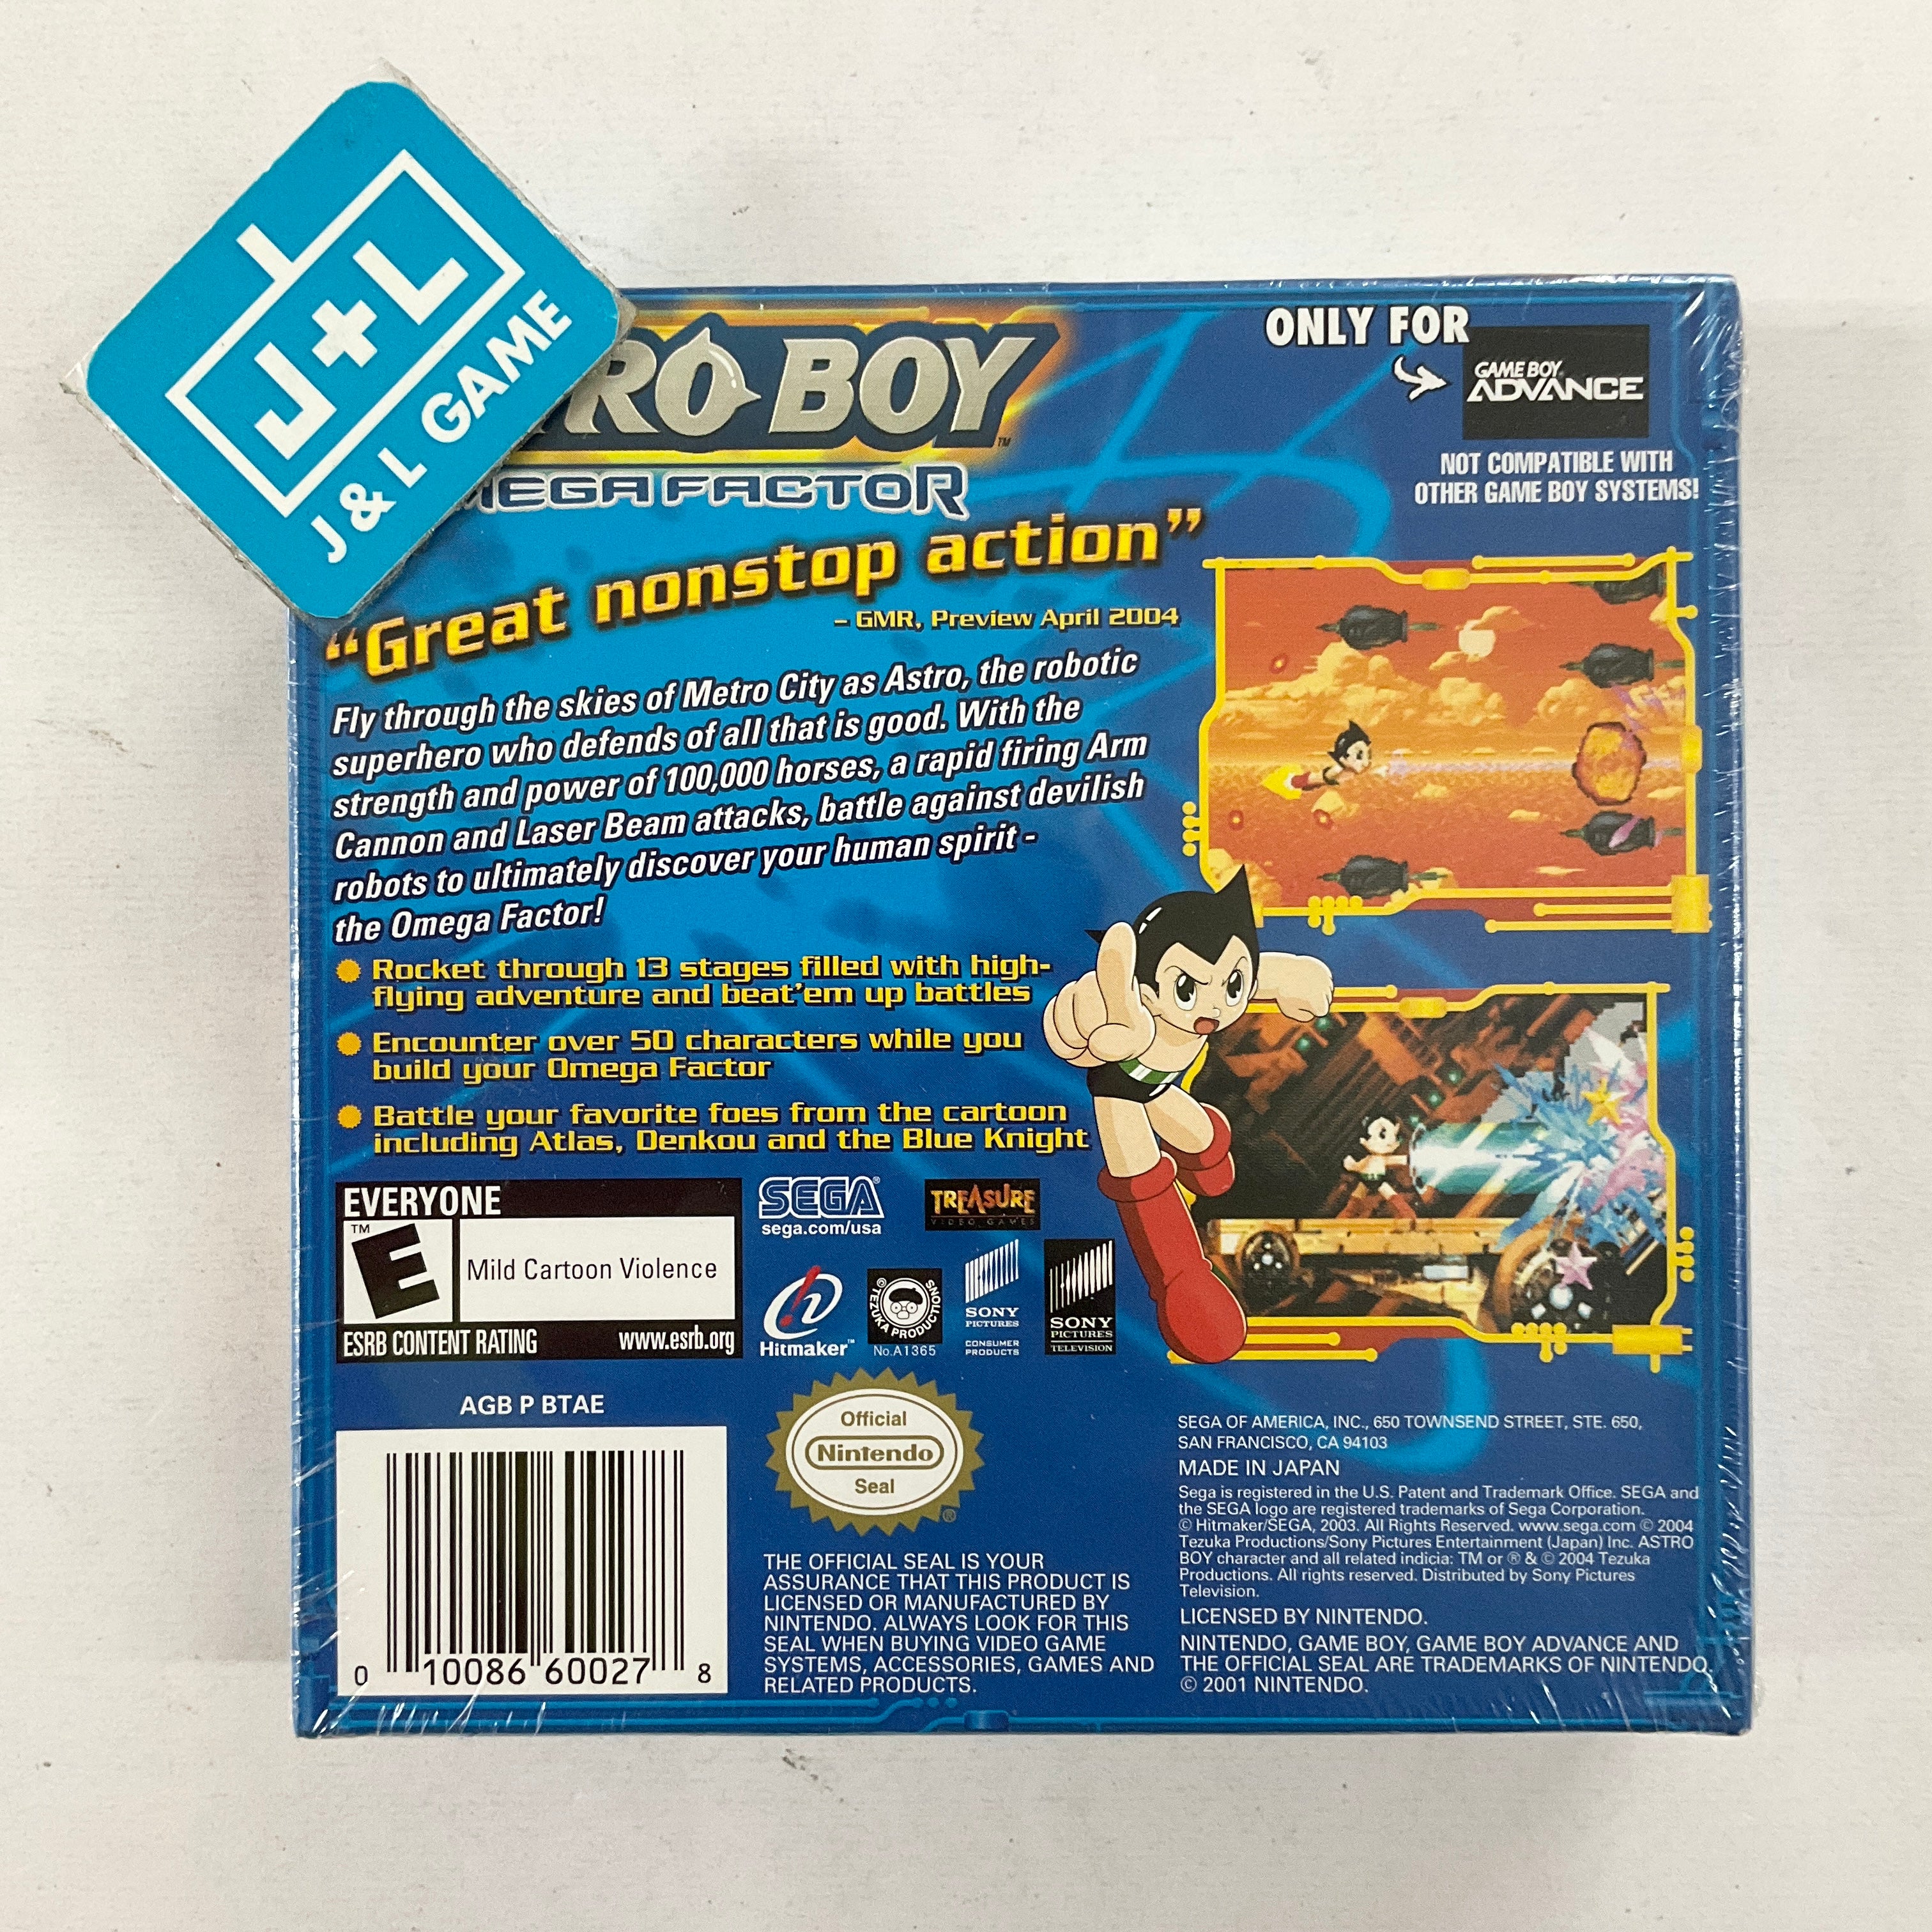 J+L
J & L GAME
RO BOY
TM
MEGA FACTOR
ONLY FOR
GAME BOY
ADVANCE
NOT COMPATIBLE WITH
OTHER GAME BOY SYSTEMS!
“Great nonstop action”
– GMR, Preview April 2004
Fly through the skies of Metro City as Astro, the robotic
superhero who defends of all that is good. With the
strength and power of 100,000 horses, a rapid firing Arm
Cannon and Laser Beam attacks, battle against devilish
robots to ultimately discover your human spirit -
the Omega Factor!
Rocket through 13 stages filled with high-
flying adventure and beat'em up battles
Encounter over 50 characters while you
build your Omega Factor
Battle your favorite foes from the cartoon
including Atlas, Denkou and the Blue Knight
EVERYONE
TM
E
Mild Cartoon Violence
ESRB CONTENT RATING www.esrb.org
SEGA®
sega.com/usa
TREASURE
VIDEO GAMES
Hitmaker™
© TEZUKA PRODUCTIONS
No.A1365
SONY
PICTURES
CONSUMER
PRODUCTS
SONY
PICTURES
TELEVISION
AGB P BTAE
0 10086 60027 8
Official
Nintendo
Seal
®
THE OFFICIAL SEAL IS YOUR
ASSURANCE THAT THIS PRODUCT IS
LICENSED OR MANUFACTURED BY
NINTENDO. ALWAYS LOOK FOR THIS
SEAL WHEN BUYING VIDEO GAME
SYSTEMS, ACCESSORIES, GAMES AND
RELATED PRODUCTS.
SEGA OF AMERICA, INC., 650 TOWNSEND STREET, STE. 650,
SAN FRANCISCO, CA 94103
MADE IN JAPAN
Sega is registered in the U.S. Patent and Trademark Office. SEGA and
the SEGA logo are registered trademarks of Sega Corporation.
© Hitmaker/SEGA, 2003. All Rights Reserved. www.sega.com © 2004
Tezuka Productions/Sony Pictures Entertainment (Japan) Inc. ASTRO
BOY character and all related indicia: TM or ® & © 2004 Tezuka
Productions. All rights reserved. Distributed by Sony Pictures
Television.
LICENSED BY NINTENDO.
NINTENDO, GAME BOY, GAME BOY ADVANCE AND
THE OFFICIAL SEAL ARE TRADEMARKS OF NINTENDO.
© 2001 NINTENDO.